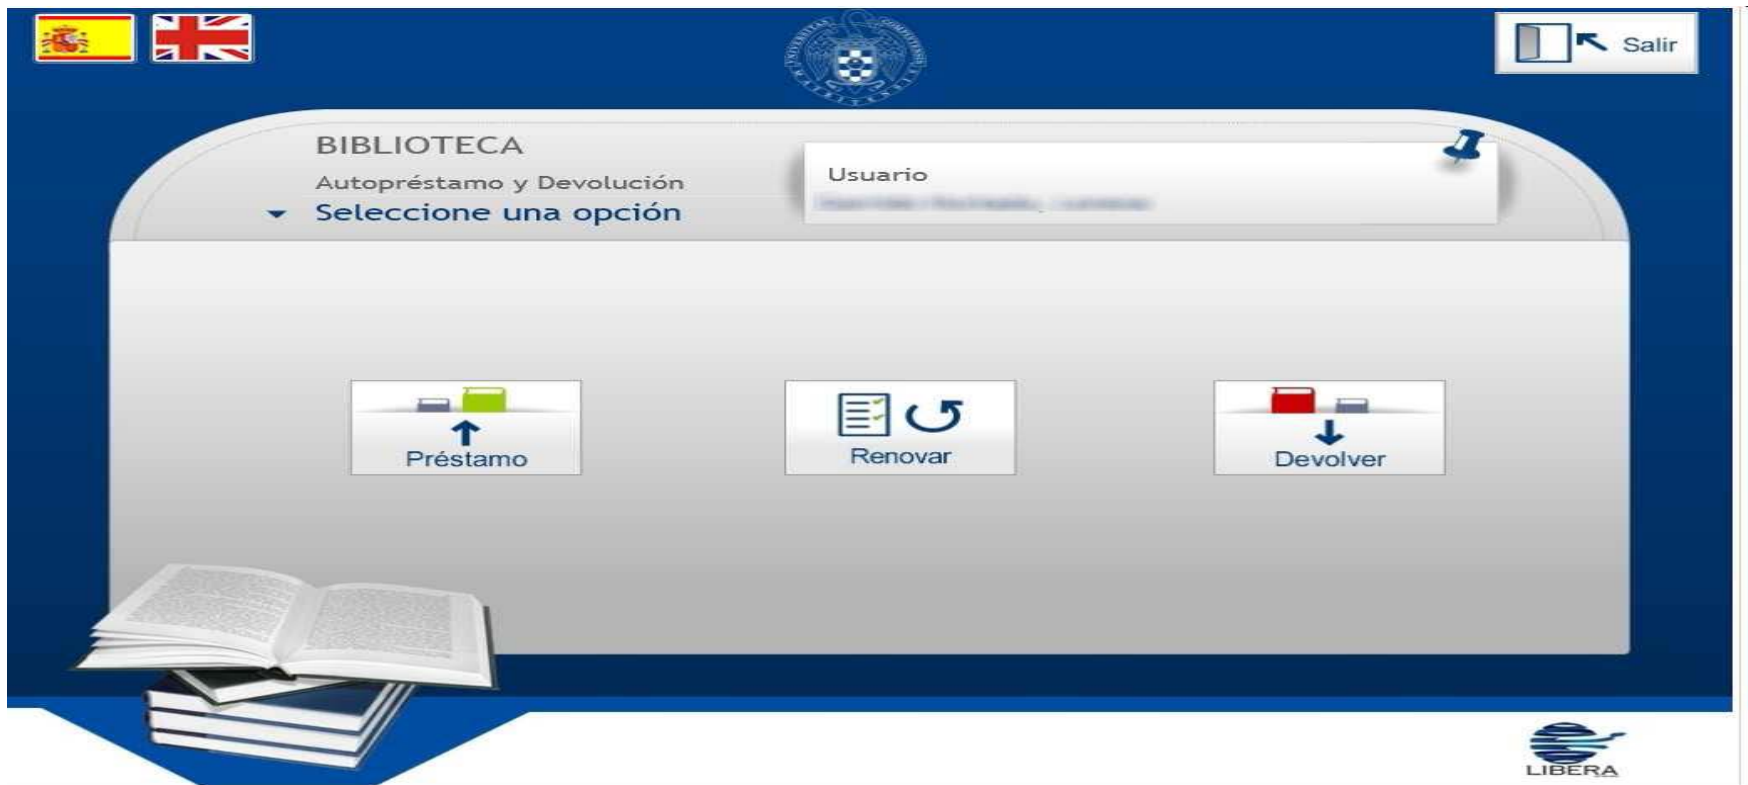 Salir
BIBLIOTECA
Autopréstamo y Devolución
Seleccione una opción
Usuario
Préstamo
Renovar
Devolver
LIBERA